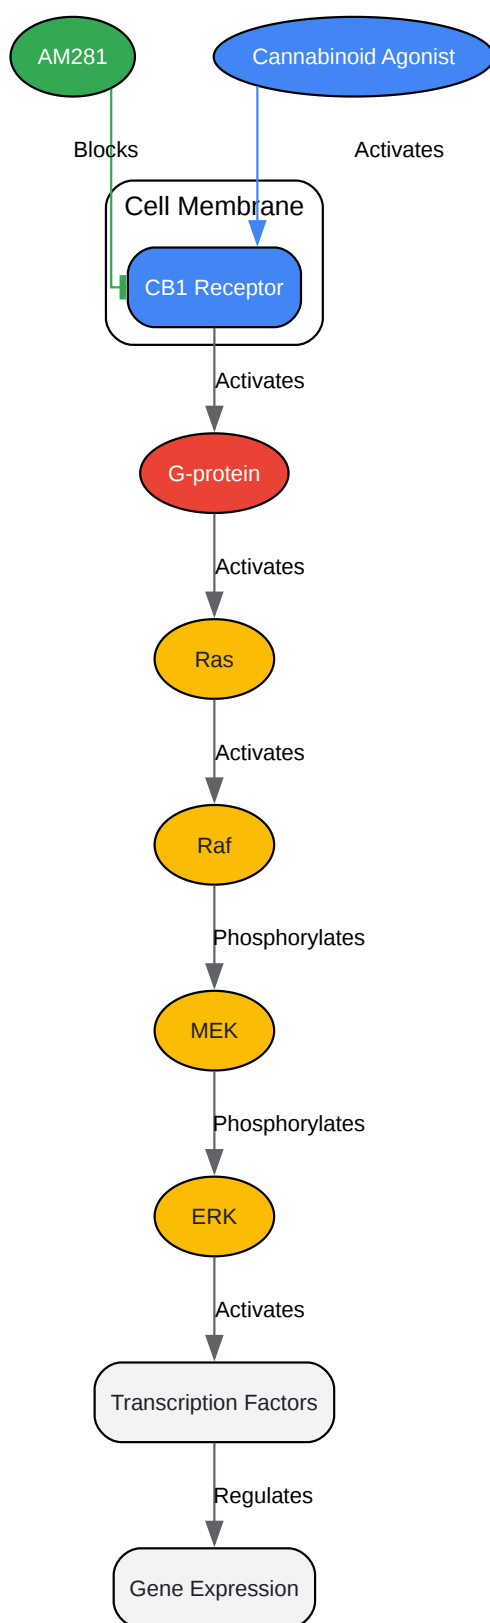 AM281
Cannabinoid Agonist
Blocks
Activates
Cell Membrane
CB1 Receptor
Activates
G-protein
Activates
Ras
Activates
Raf
Phosphorylates
MEK
Phosphorylates
ERK
Activates
Transcription Factors
Regulates
Gene Expression